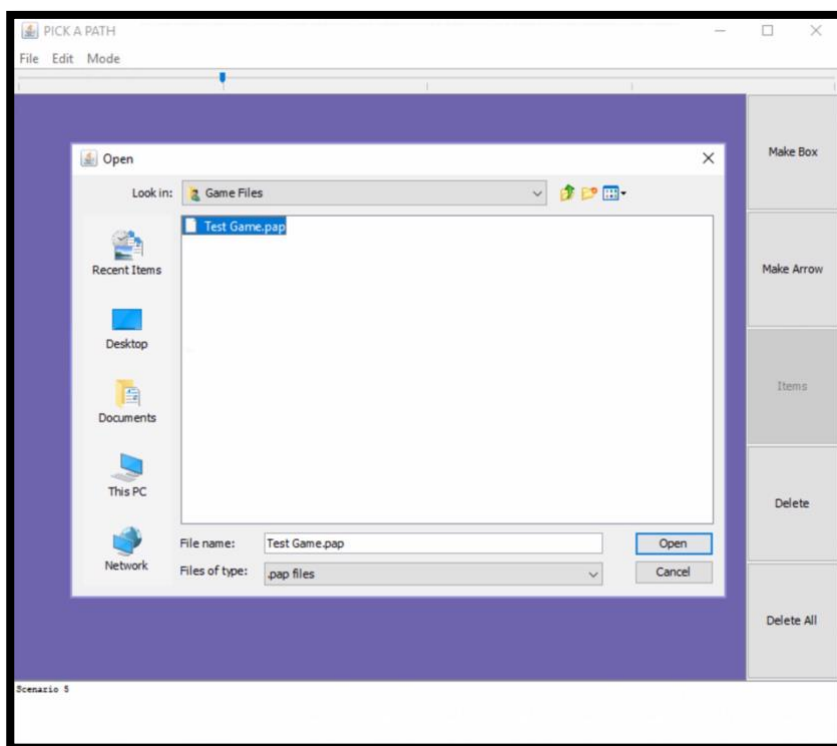 PICK A PATH
File Edit Mode
Open
Look in: Game Files
Test Game.pap
Recent Items
Desktop
Documents
This PC
Network
File name: Test Game.pap
Open
Files of type: .pap files
Cancel
Make Box
Make Arrow
Items
Delete
Delete All
Scenario 5